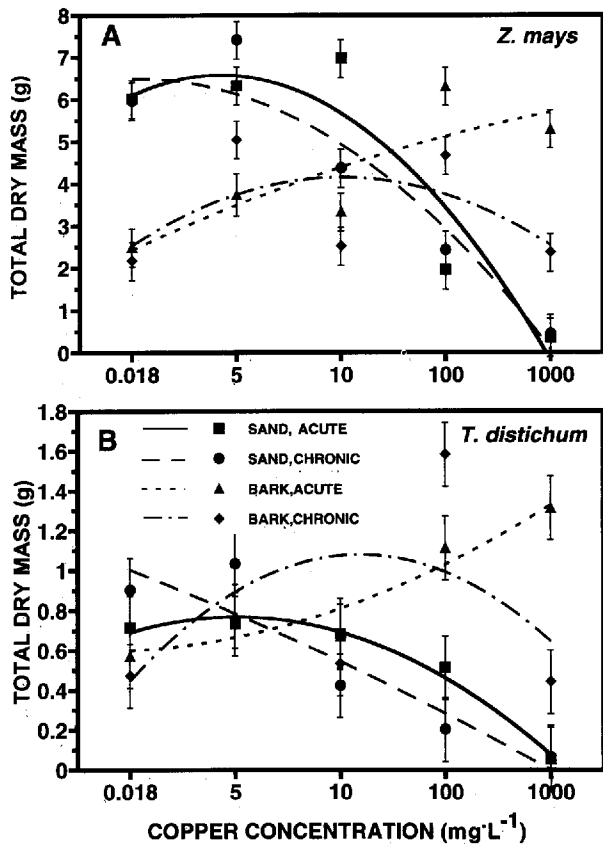 A
Z. mays
TOTAL DRY MASS (g)
8
7
6
5
4
3
2
1
0
0.018 5 10 100 1000
B
T. distichum
SAND, ACUTE
SAND,CHRONIC
BARK,ACUTE
BARK,CHRONIC
TOTAL DRY MASS (g)
1.8
1.6
1.4
1.2
1
0.8
0.6
0.4
0.2
0
0.018 5 10 100 1000
COPPER CONCENTRATION (mg·L-1)